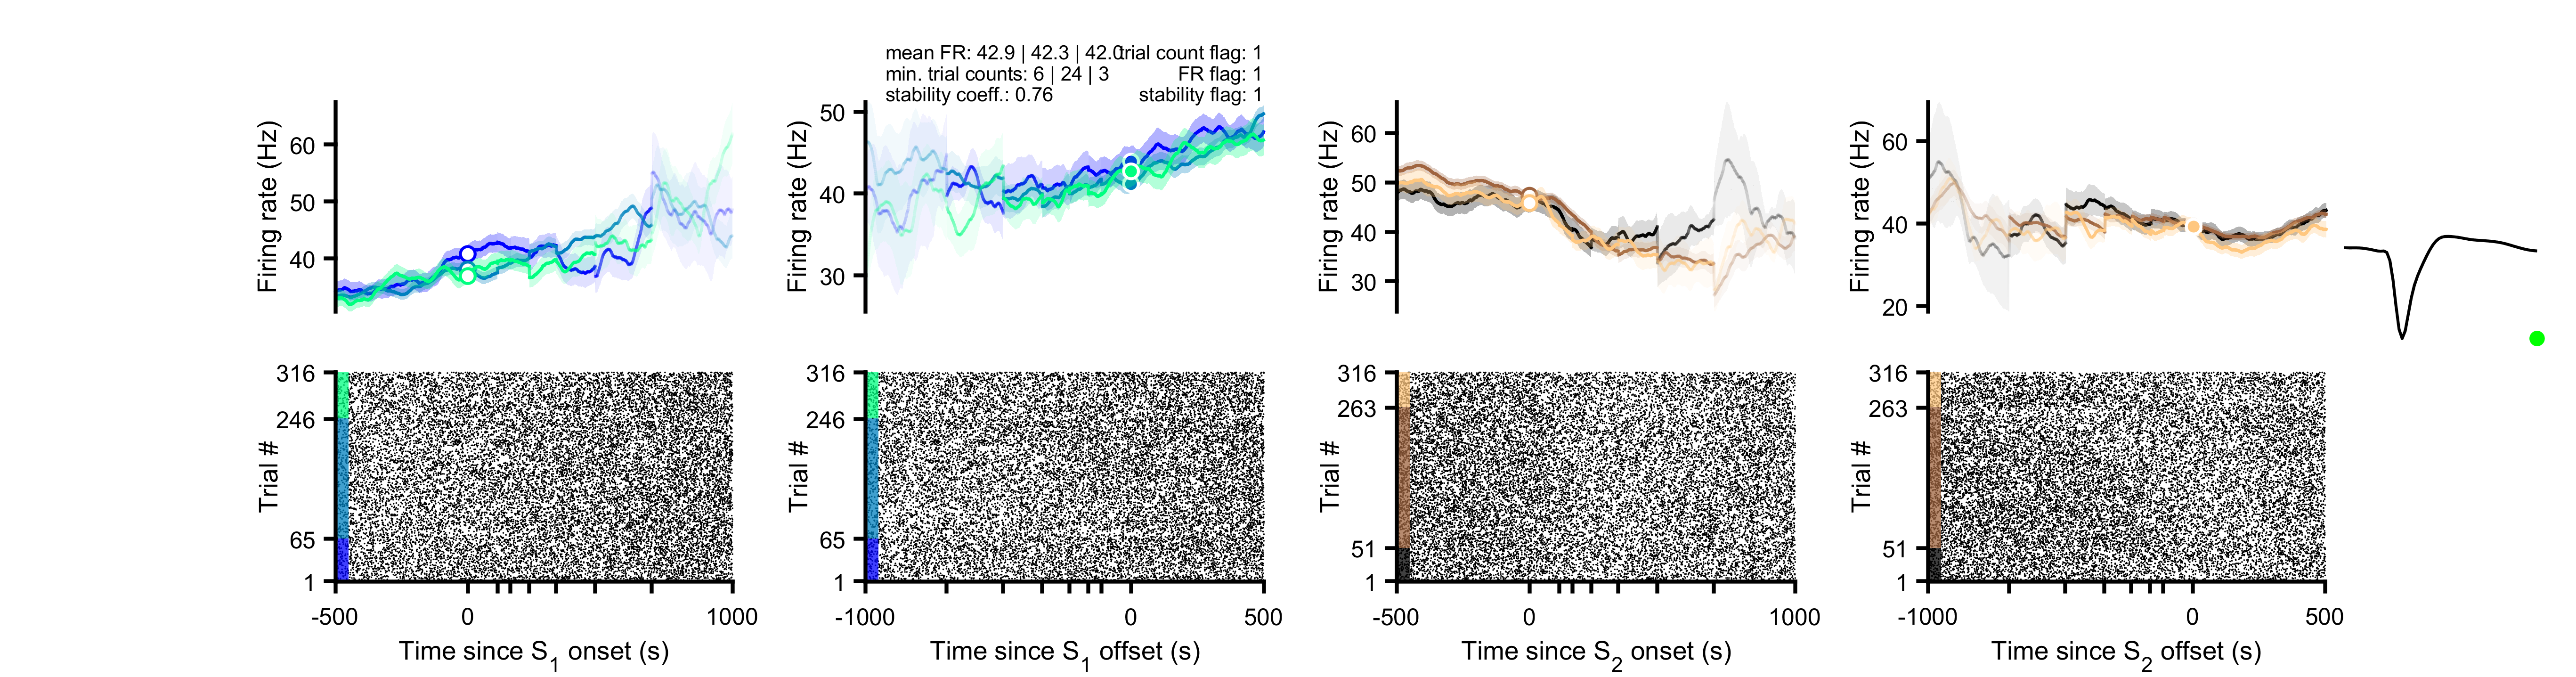 mean FR: 42.9 | 42.3 | 42.0
trial count flag: 1
min. trial counts: 6 | 24 | 3
FR flag: 1
stability coeff.: 0.76
stability flag: 1
Firing rate (Hz)
60
50
40
Firing rate (Hz)
50
40
30
Firing rate (Hz)
60
50
40
30
Firing rate (Hz)
60
40
20
Trial #
316
246
65
1
Trial #
316
246
65
1
Trial #
316
263
51
1
Trial #
316
263
51
1
-500 0 1000
-1000 0 500
-500 0 1000
-1000 0 500
Time since S1 onset (s)
Time since S1 offset (s)
Time since S2 onset (s)
Time since S2 offset (s)